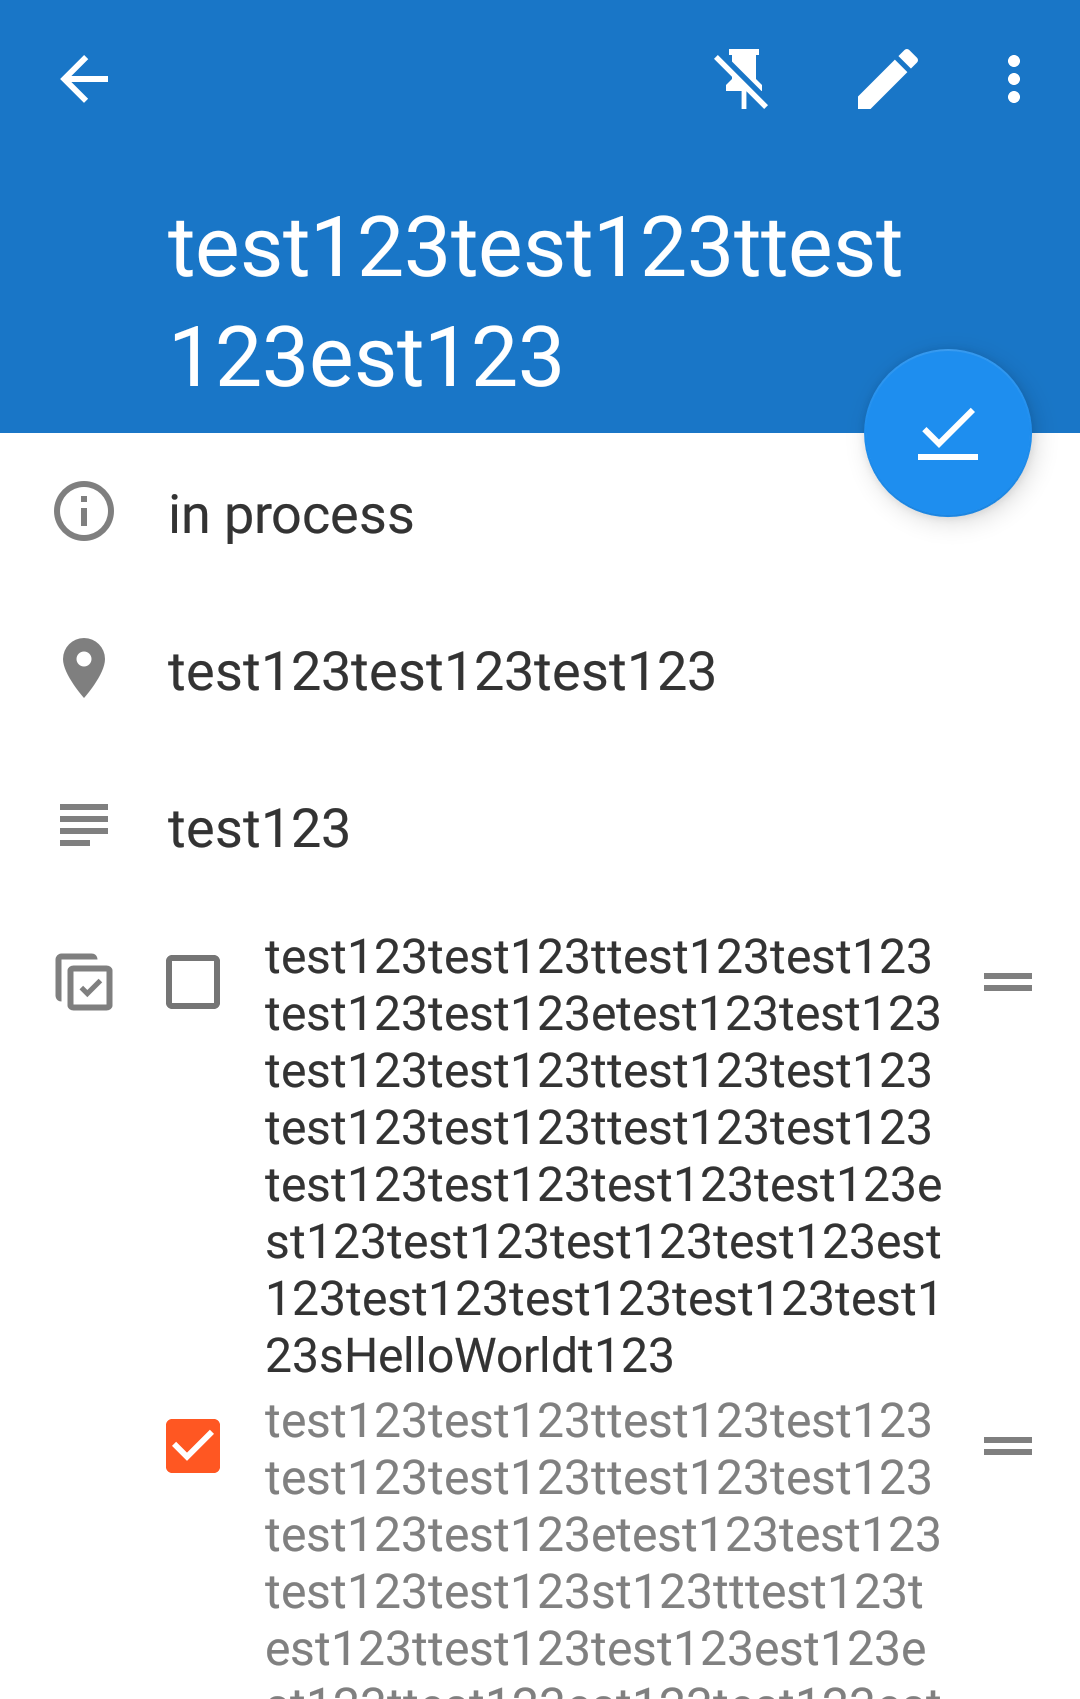 test123test123ttest
123est123
in process
test123test123test123
test123
test123test123ttest123test123
test123test123etest123test123
test123test123ttest123test123
test123test123ttest123test123
test123test123test123test123e
st123test123test123test123est
123test123test123test123test1
23sHelloWorldt123
test123test123ttest123test123
test123test123ttest123test123
test123test123etest123test123
test123test123st123tttest123t
est123ttest123test123est123e